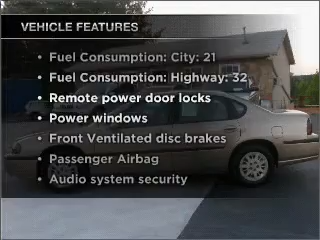 VEHICLE FEATURES
• Fuel Consumption: City: 21
• Fuel Consumption: Highway: 32
• Remote power door locks
• Power windows
• Front Ventilated disc brakes
• Passenger Airbag
• Audio system security